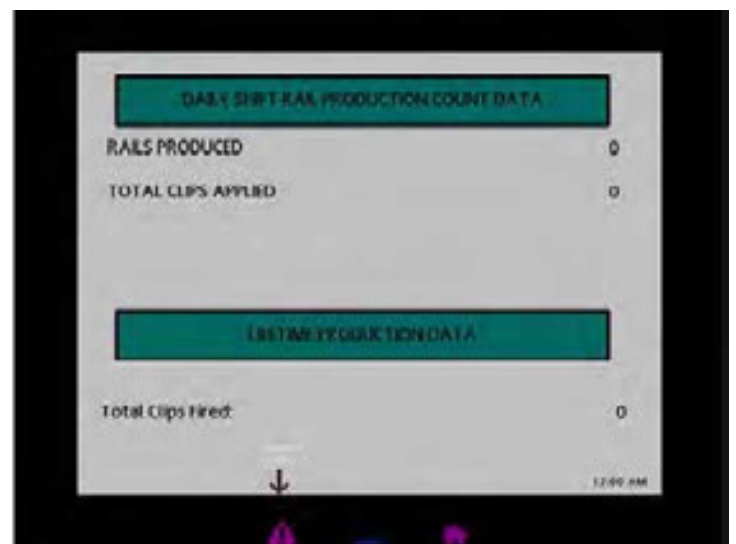 DAILY SHIFT RAIL PRODUCTION COUNT DATA
RAILS PRODUCED 0
TOTAL CLIPS APPLIED 0
LIFETIME PRODUCTION DATA
Total Clips Fired: 0
12:00 AM